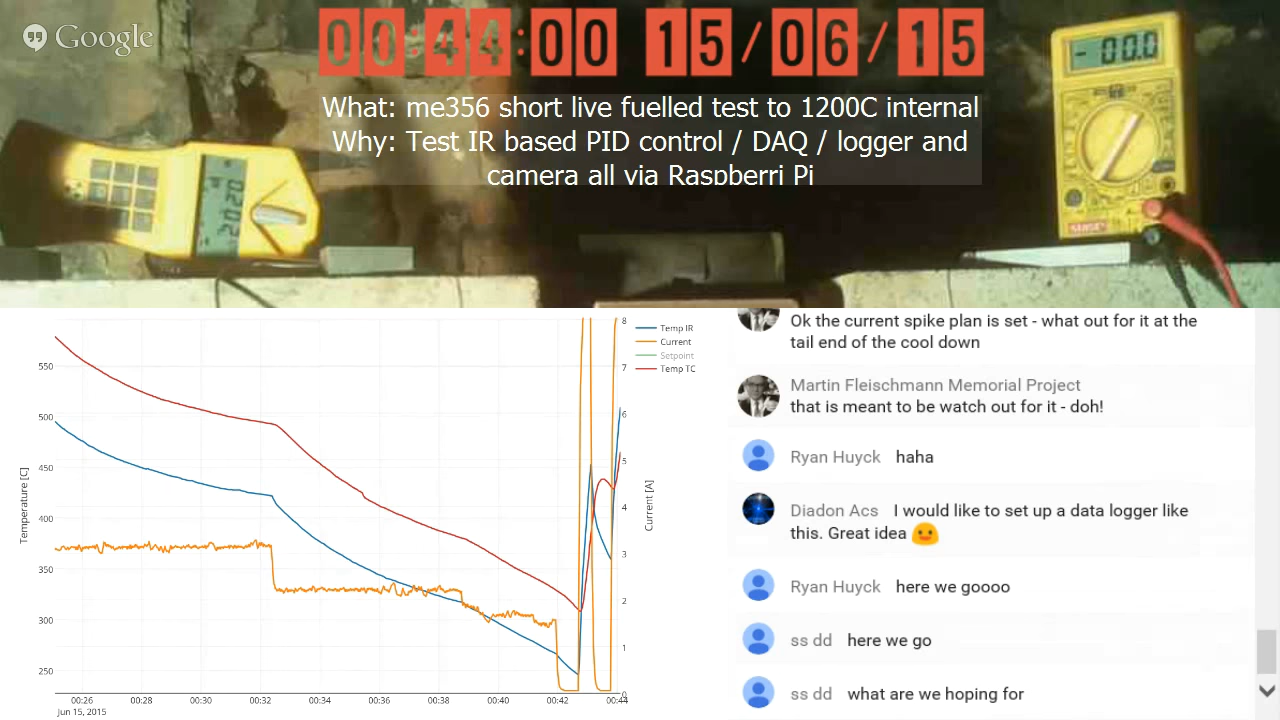 Google
00:44:00 15/06/15
What: me356 short live fuelled test to 1200C internal
Why: Test IR based PID control / DAQ / logger and
camera all via Raspberri Pi
- 00.0
Temp IR
Current
Setpoint
Temp TC
Temperature [C]
550
500
450
400
350
300
250
8
7
6
5
4
3
2
1
0
Current [A]
00:26
00:28
00:30
00:32
00:34
00:36
00:38
00:40
00:42
00:44
Jun 15, 2015
Ok the current spike plan is set - what out for it at the
tail end of the cool down
Martin Fleischmann Memorial Project
that is meant to be watch out for it - doh!
Ryan Huyck haha
Diadon Acs I would like to set up a data logger like
this. Great idea
Ryan Huyck here we goooo
ss dd here we go
ss dd what are we hoping for